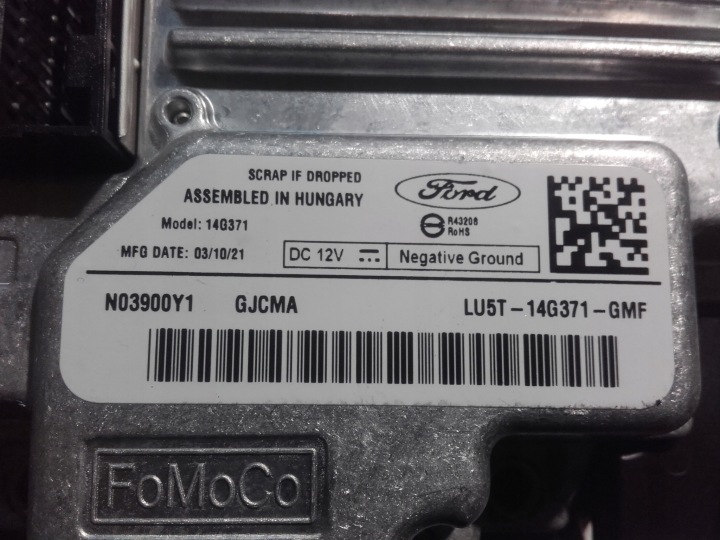 SCRAP IF DROPPED
ASSEMBLED IN HUNGARY
Ford
Model: 14G371
R43208
RoHS
MFG DATE: 03/10/21
DC 12V
Negative Ground
N03900Y1 GJCMA LU5T-14G371-GMF
FoMoCo